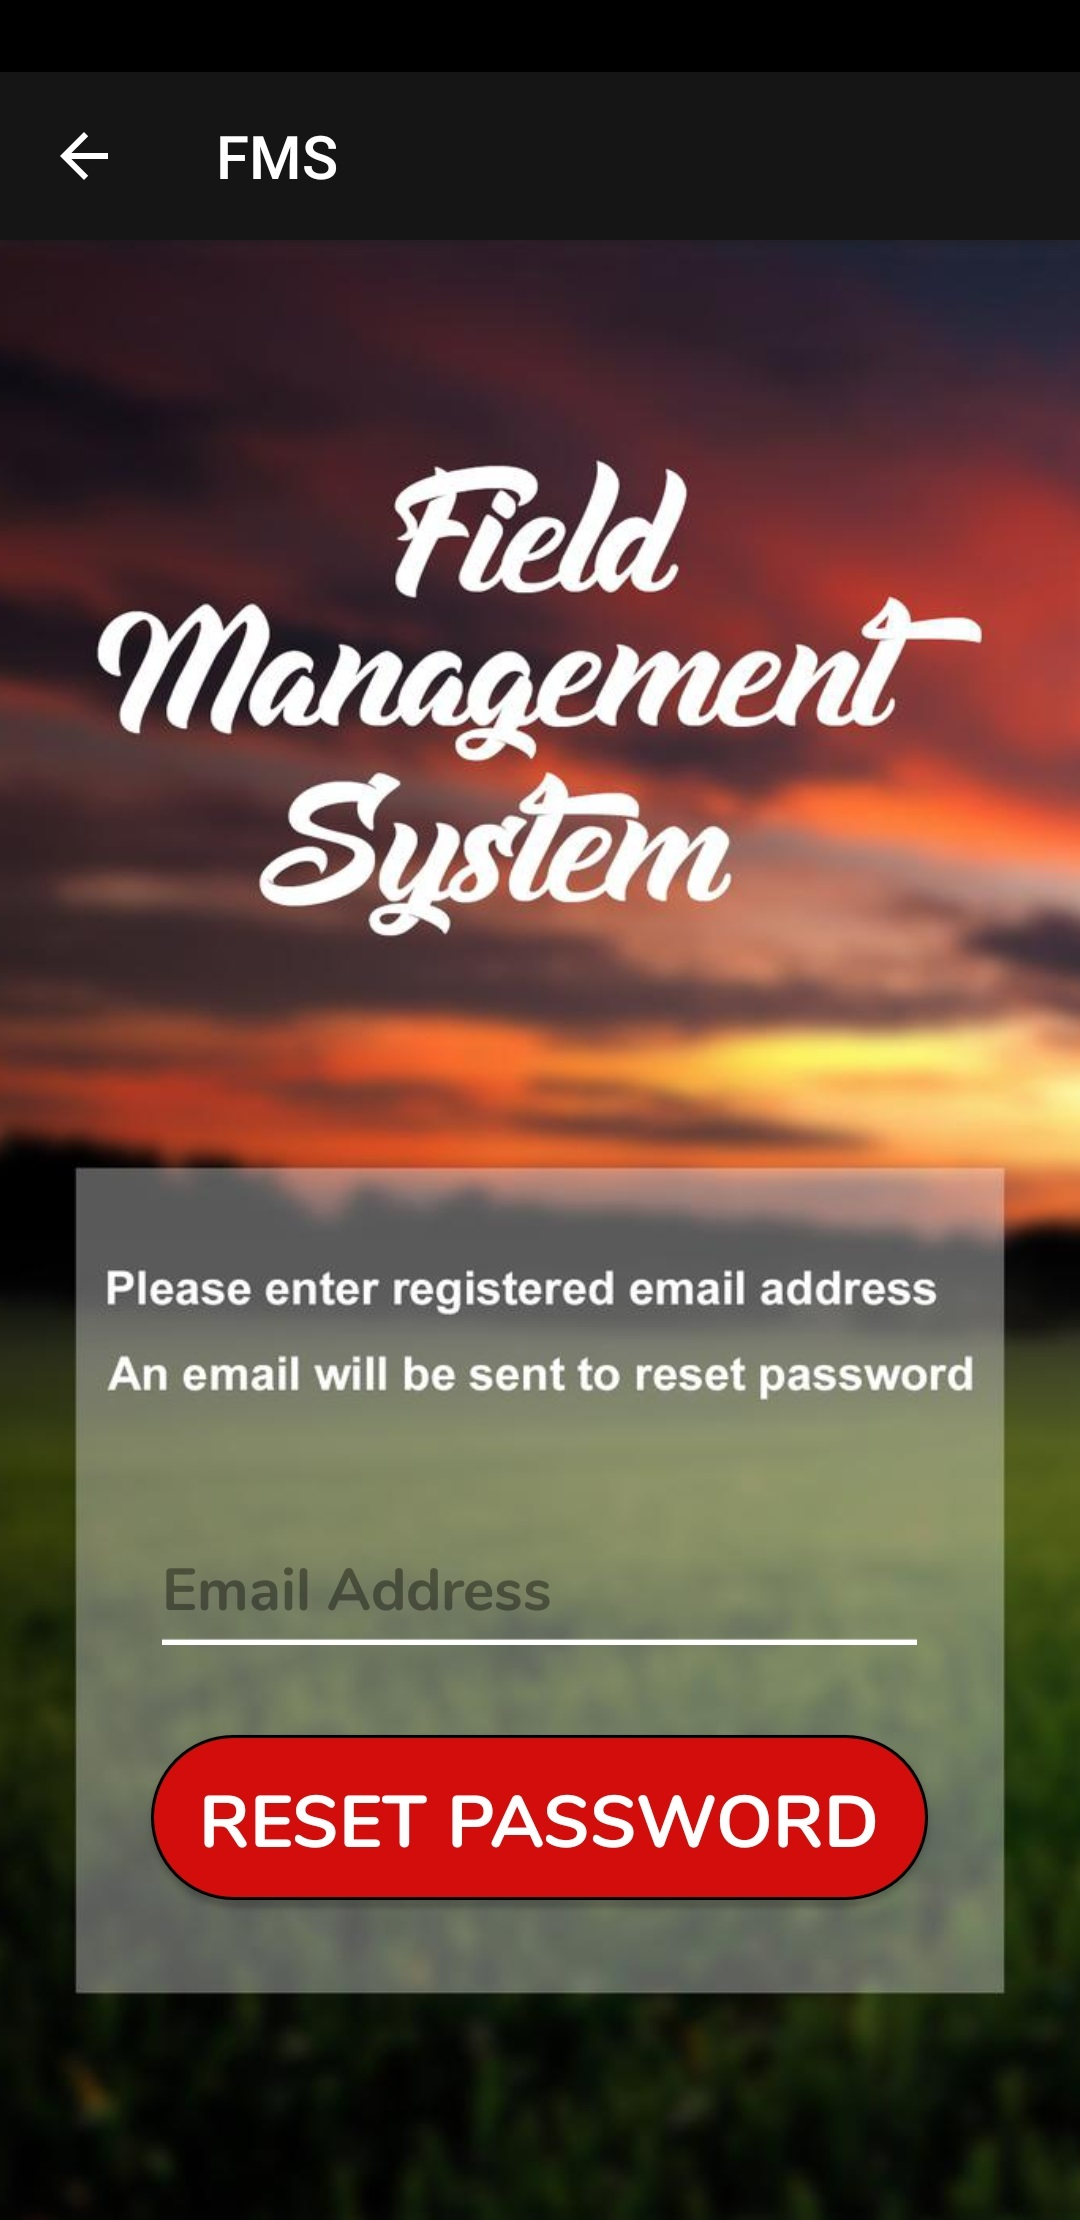 FMS
Field
Management
System
Please enter registered email address
An email will be sent to reset password
Email Address
RESET PASSWORD